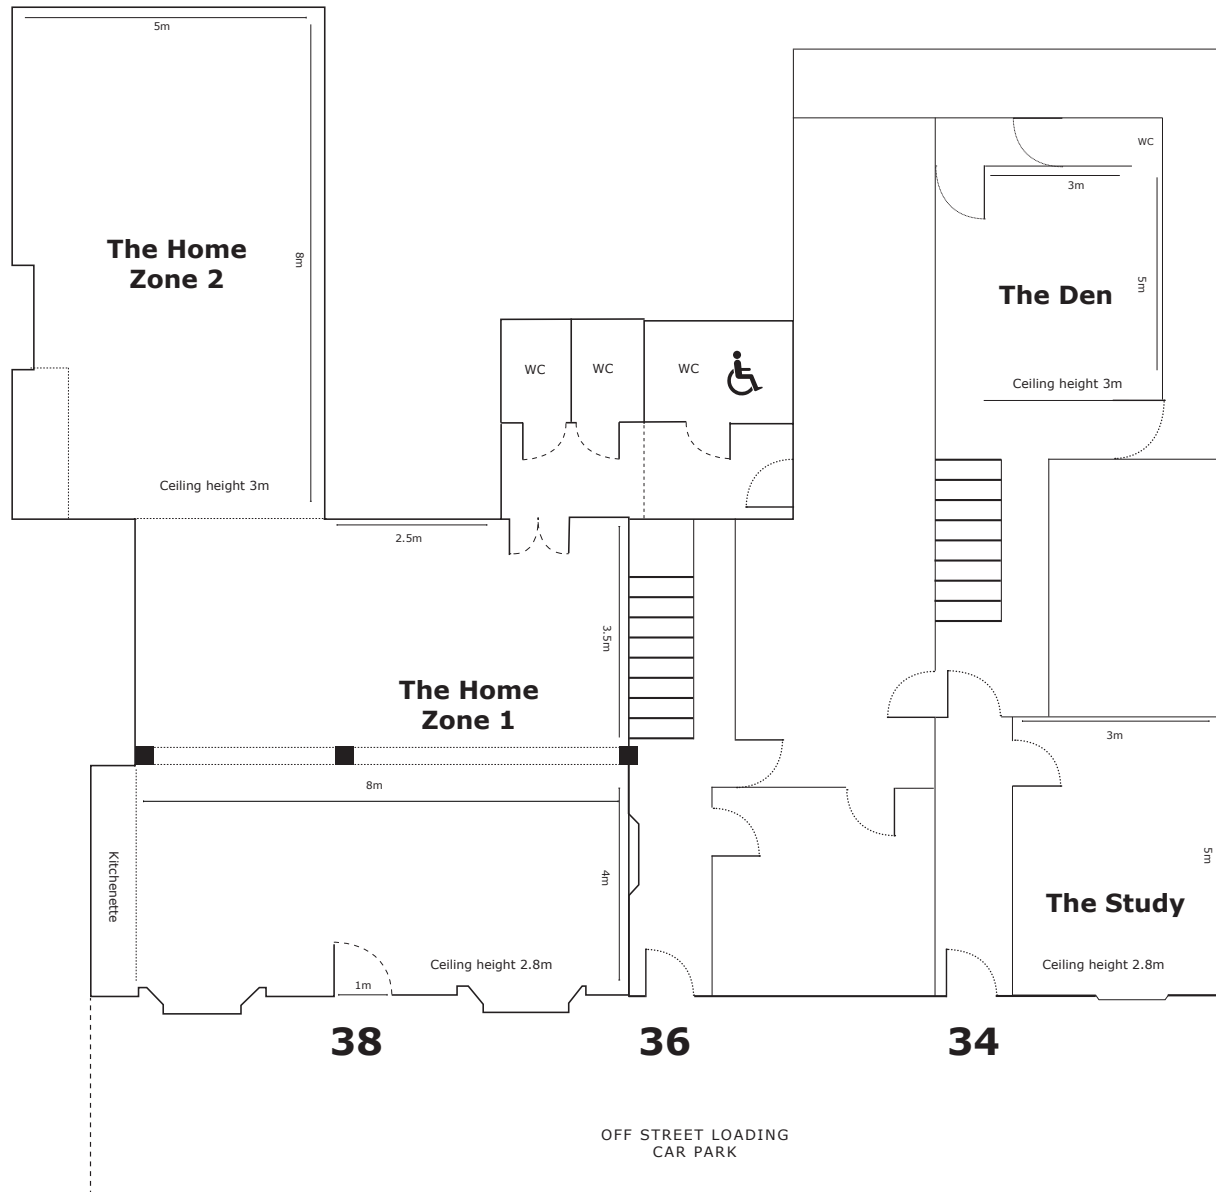 5m
8m
The Home
Zone 2
Ceiling height 3m
WC
3m
5m
The Den
Ceiling height 3m
WC
WC
WC
2.5m
3.5m
The Home
Zone 1
8m
4m
Kitchenette
Ceiling height 2.8m
1m
3m
5m
The Study
Ceiling height 2.8m
38
36
34
OFF STREET LOADING
CAR PARK